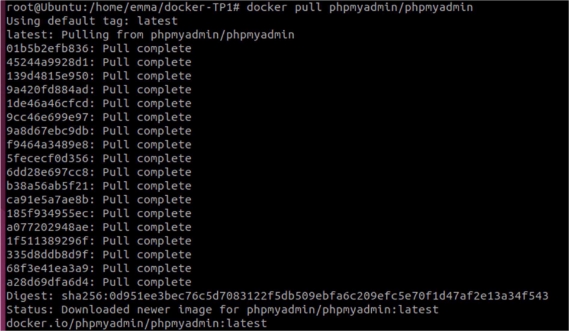 root@Ubuntu:/home/emma/docker-TP1# docker pull phpmyadmin/phpmyadmin
Using default tag: latest
latest: Pulling from phpmyadmin/phpmyadmin
01b5b2efb836: Pull complete
45244a9928d1: Pull complete
139d4815e950: Pull complete
9a420fd884ad: Pull complete
1de46a46cfcd: Pull complete
9cc46e699e97: Pull complete
9a8d67ebc9db: Pull complete
f9464a3489e8: Pull complete
5fececf0d356: Pull complete
6dd28e697cc8: Pull complete
b38a56ab5f21: Pull complete
ca91e5a7ae8b: Pull complete
185f934955ec: Pull complete
a077202948ae: Pull complete
1f511389296f: Pull complete
335d8ddb8d9f: Pull complete
68f3e41ea3a9: Pull complete
a28d69dfa6d4: Pull complete
Digest: sha256:0d951ee3bec76c5d7083122f5db509ebfa6c209efc5e70f1d47af2e13a34f543
Status: Downloaded newer image for phpmyadmin/phpmyadmin:latest
docker.io/phpmyadmin/phpmyadmin:latest